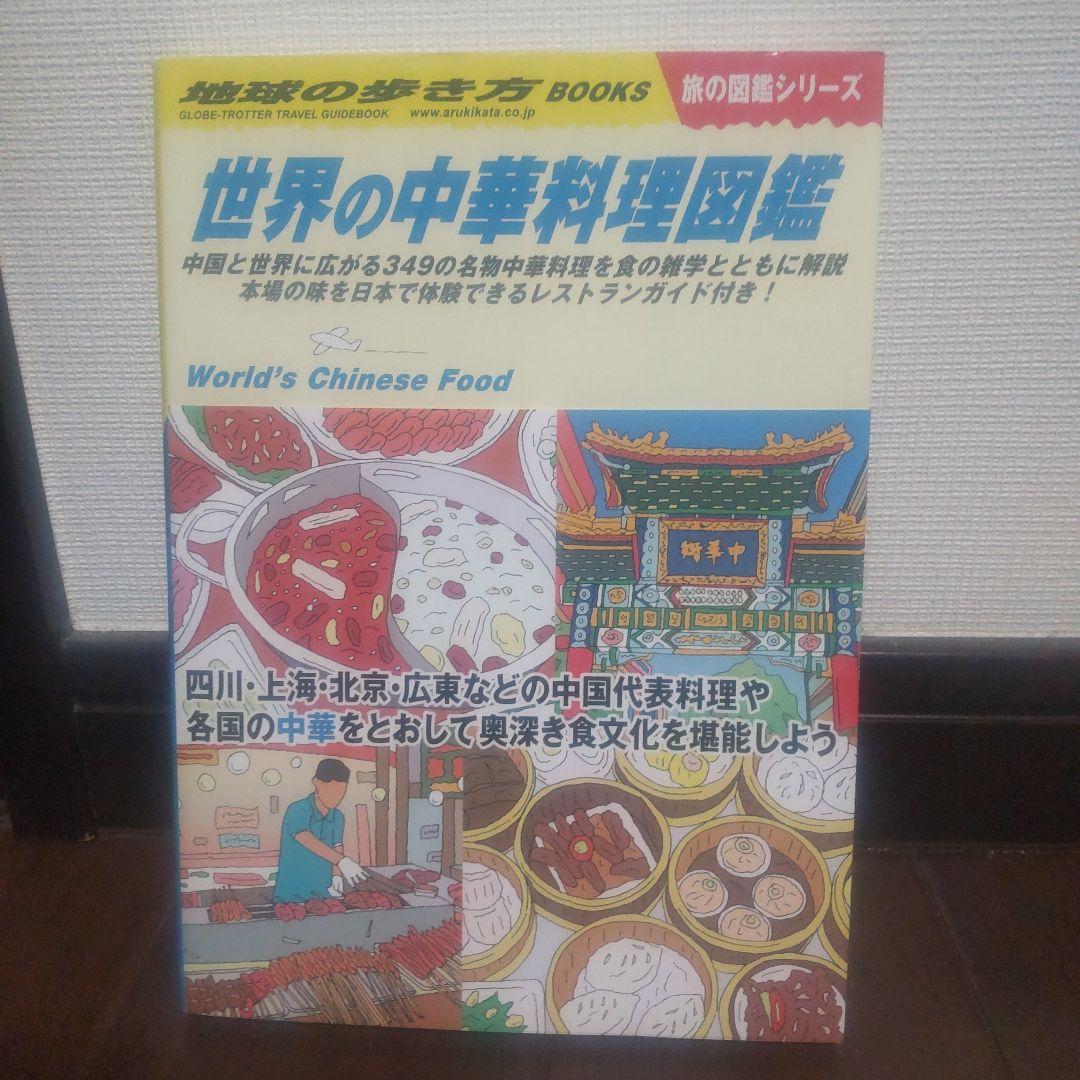 地球の歩き方 BOOKS
旅の図鑑シリーズ
GLOBE-TROTTER TRAVEL GUIDEBOOK www.arukikata.co.jp
世界の中華料理図鑑
中国と世界に広がる349の名物中華料理を食の雑学とともに解説
本場の味を日本で体験できるレストランガイド付き！
World's Chinese Food
街華中
四川・上海・北京・広東などの中国代表料理や
各国の中華をとおして奥深き食文化を堪能しよう